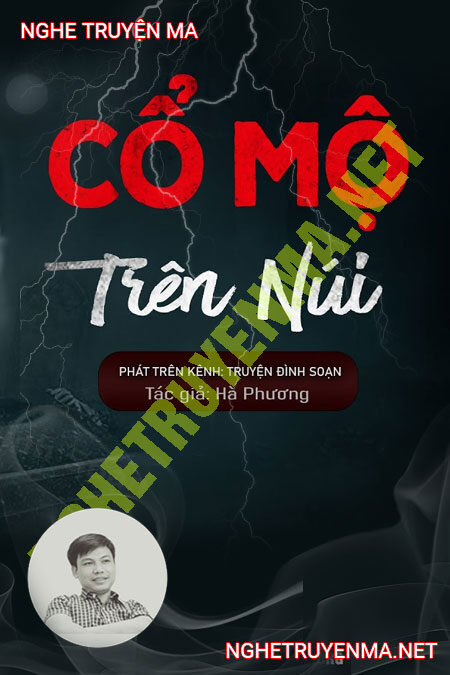 NGHE TRUYỆN MA
CỔ MỘ
Trên Núi
NGHETRUYENMA.NET
PHÁT TRÊN KÊNH: TRUYỆN ĐÌNH SOẠN
Tác giả: Hà Phương
NGHETRUYENMA.NET